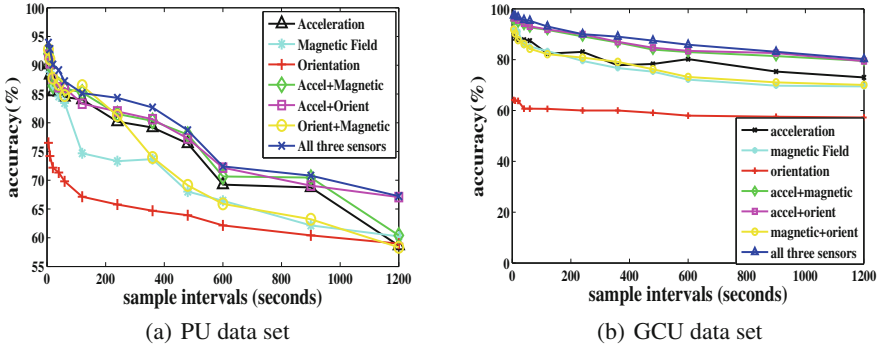 100
95
90
85
80
75
70
65
60
55
accuracy(%)
0 200 400 600 800 1000 1200
sample intervals (seconds)
Acceleration
Magnetic Field
Orientation
Accel+Magnetic
Accel+Orient
Orient+Magnetic
All three sensors
(a) PU data set
100
80
60
40
20
0
accuracy(%)
0 200 400 600 800 1000 1200
sample intervals (seconds)
acceleration
magnetic Field
orientation
accel+magnetic
accel+orient
magnetic+orient
all three sensors
(b) GCU data set